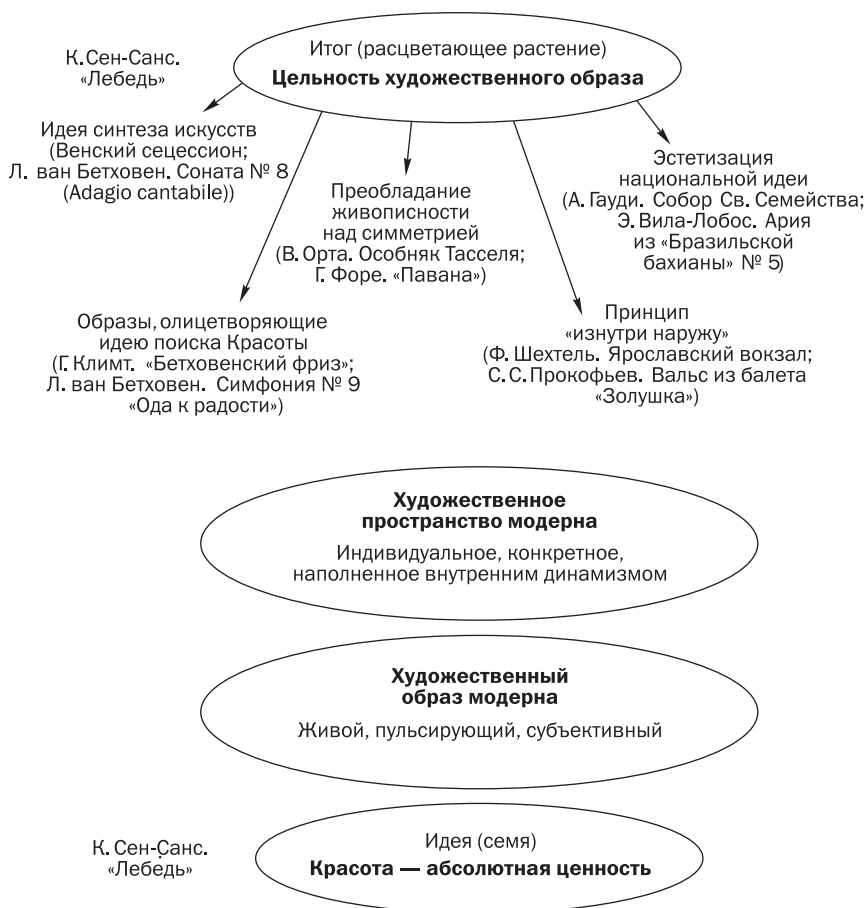 К. Сен-Санс.
«Лебедь»
Итог (расцветающее растение)
Цельность художественного образа
Идея синтеза искусств
(Венский сецессион;
Л. ван Бетховен. Соната № 8
(Adagio cantabile))
Преобладание
живописности
над симметрией
(В. Орта. Особняк Тасселя;
Г. Форе. «Павана»)
Эстетизация
национальной идеи
(А. Гауди. Собор Св. Семейства;
Э. Вила-Лобос. Ария
из «Бразильской
бахианы» № 5)
Образы, олицетворяющие
идею поиска Красоты
(Г. Климт. «Бетховенский фриз»;
Л. ван Бетховен. Симфония № 9
«Ода к радости»)
Принцип
«изнутри наружу»
(Ф. Шехтель. Ярославский вокзал;
С. С. Прокофьев. Вальс из балета
«Золушка»)
Художественное
пространство модерна
Индивидуальное, конкретное,
наполненное внутренним динамизмом
Художественный
образ модерна
Живой, пульсирующий, субъективный
К. Сен-Санс.
«Лебедь»
Идея (семя)
Красота — абсолютная ценность